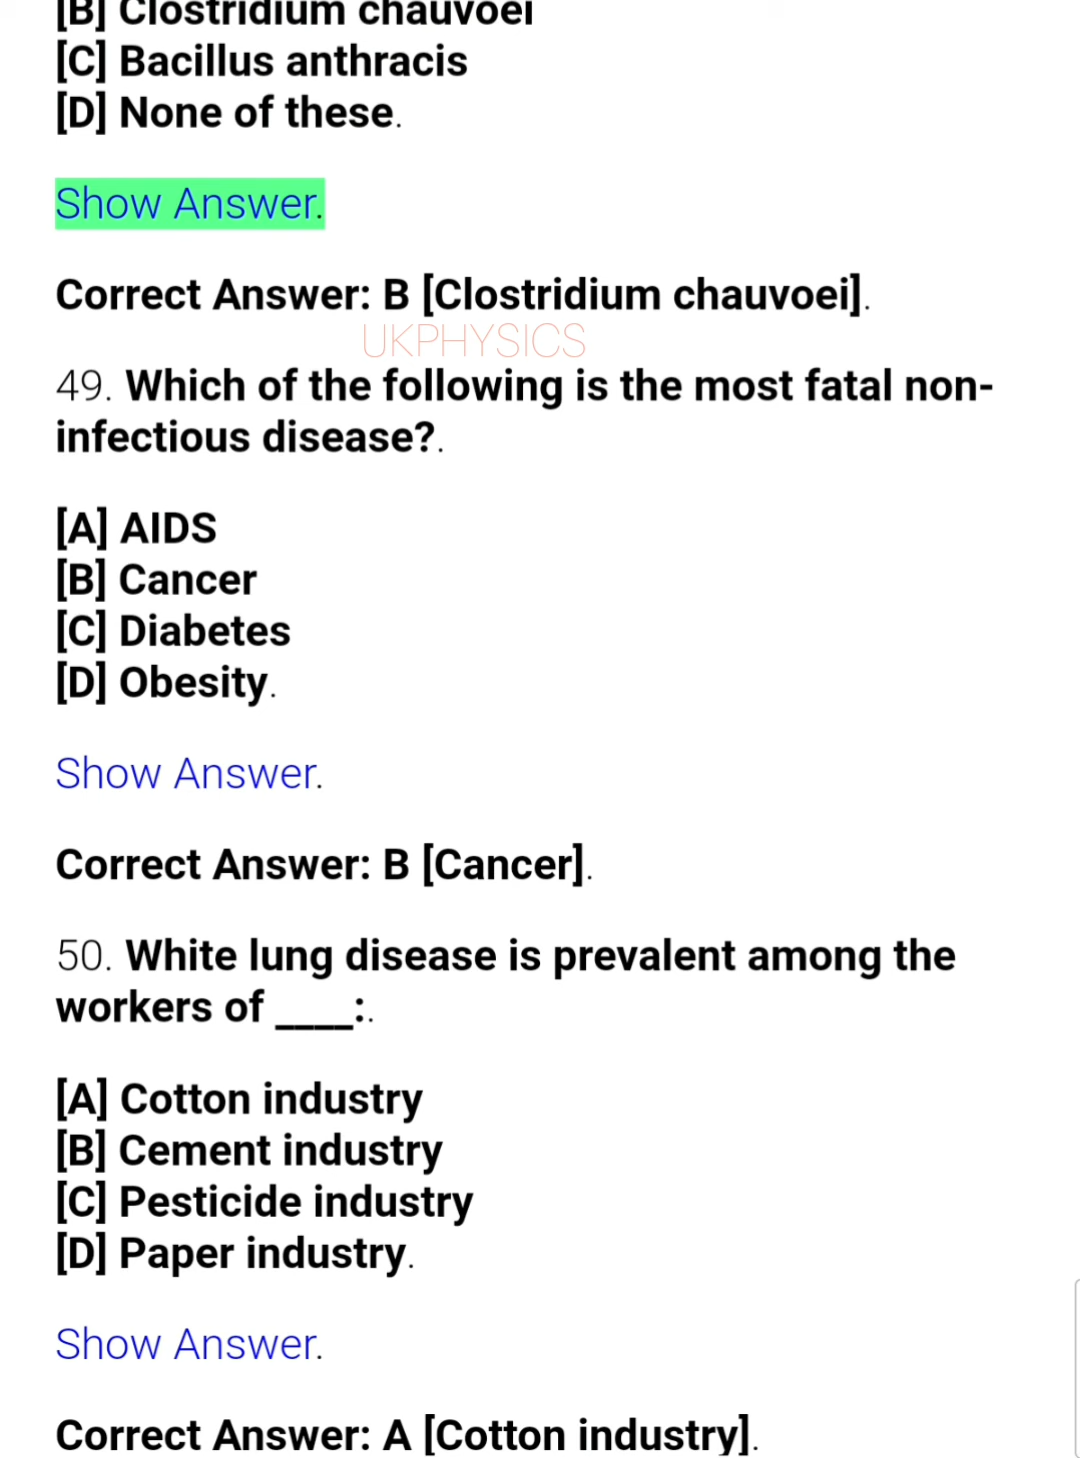 [B] Clostridium chauvoei
[C] Bacillus anthracis
[D] None of these.
Show Answer.
Correct Answer: B [Clostridium chauvoei].
UKPHYSICS
49. Which of the following is the most fatal non-
infectious disease?.
[A] AIDS
[B] Cancer
[C] Diabetes
[D] Obesity.
Show Answer.
Correct Answer: B [Cancer].
50. White lung disease is prevalent among the
workers of ____:.
[A] Cotton industry
[B] Cement industry
[C] Pesticide industry
[D] Paper industry.
Show Answer.
Correct Answer: A [Cotton industry].